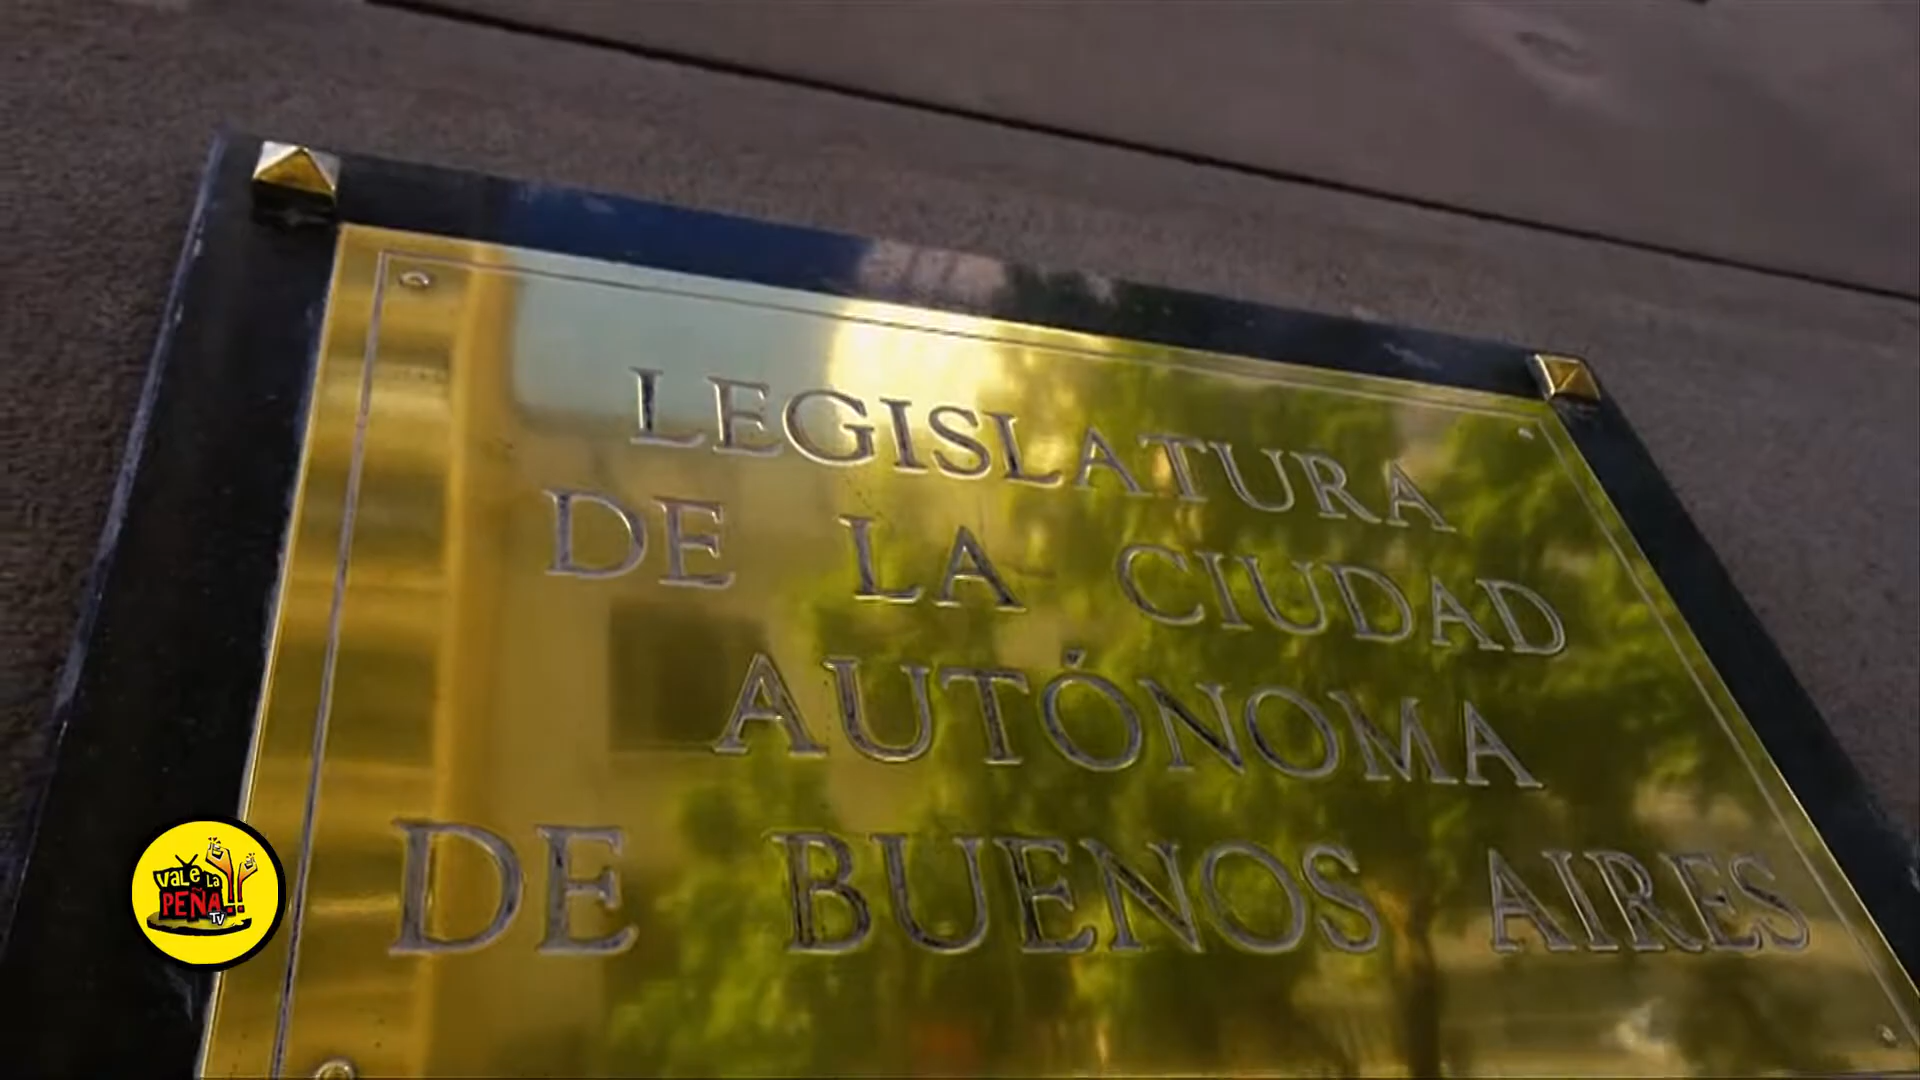 LEGISLATURA
DE LA CIUDAD
AUTÓNOMA
DE BUENOS AIRES
VALE LA
PEÑA!!
TV